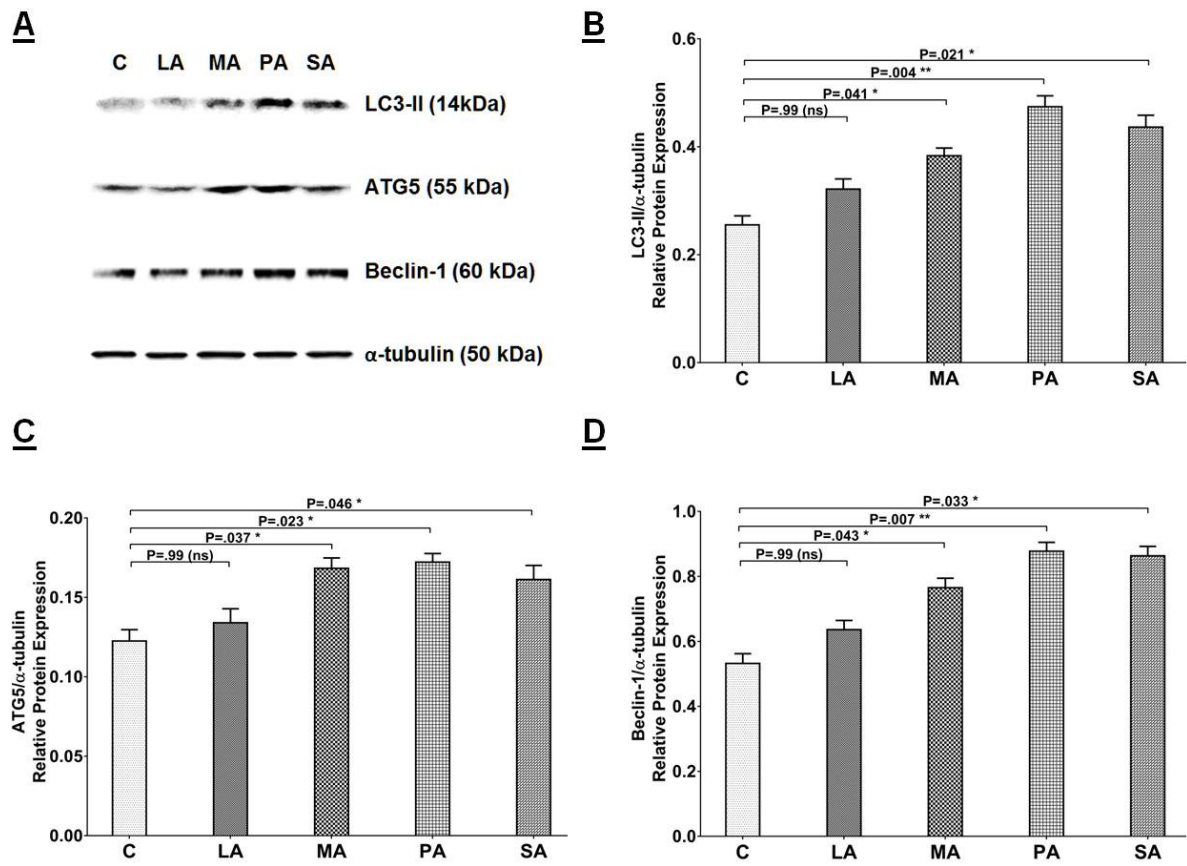 A
C LA MA PA SA
LC3-II (14kDa)
ATG5 (55 kDa)
Beclin-1 (60 kDa)
α-tubulin (50 kDa)
B
LC3-II/α-tubulin
Relative Protein Expression
0.6
0.4
0.2
0.0
P=.021 *
P=.004 **
P=.041 *
P=.99 (ns)
C LA MA PA SA
C
ATG5/α-tubulin
Relative Protein Expression
0.20
0.15
0.10
0.05
0.00
P=.046 *
P=.023 *
P=.037 *
P=.99 (ns)
C LA MA PA SA
D
Beclin-1/α-tubulin
Relative Protein Expression
1.0
0.8
0.6
0.4
0.2
0.0
P=.033 *
P=.007 **
P=.043 *
P=.99 (ns)
C LA MA PA SA